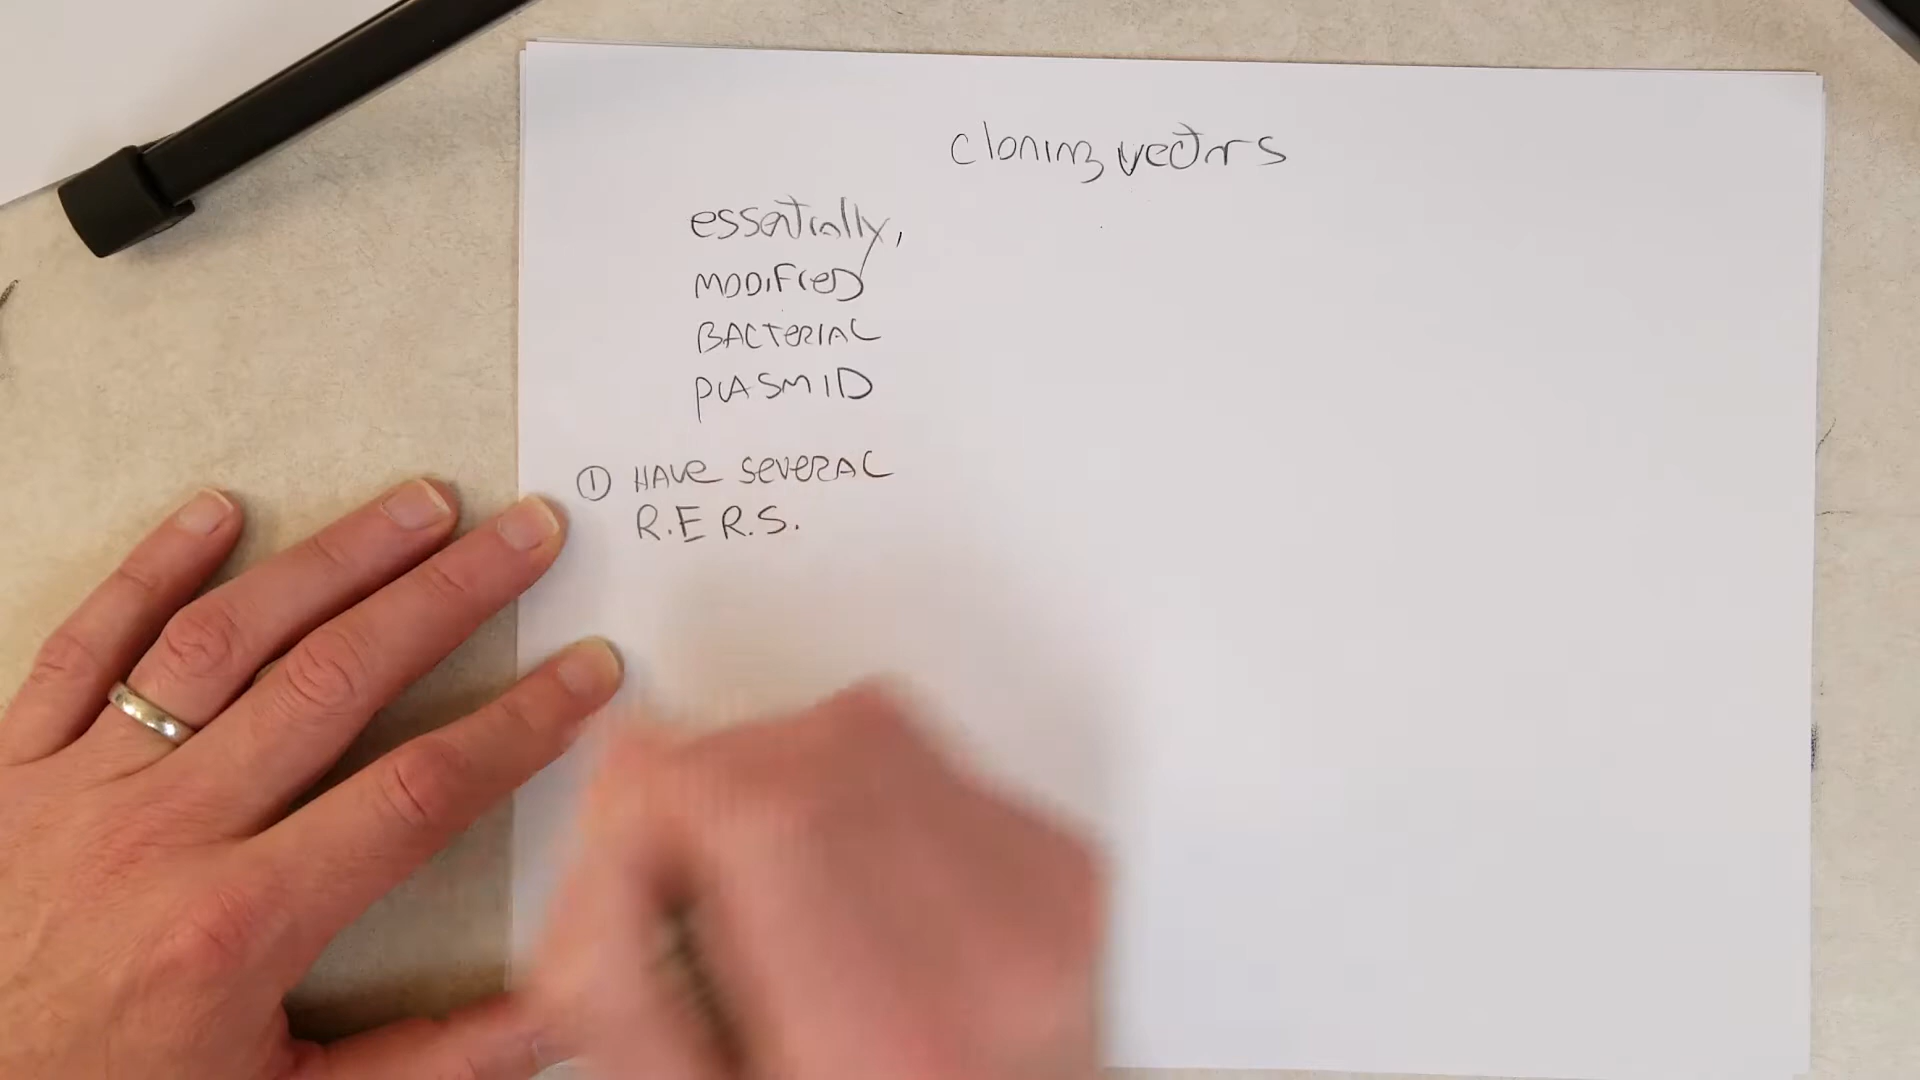 cloning vectors
essentially,
MODIFIED
BACTERIAL
PLASMID
① HAVE SEVERAL
R.E R.S.